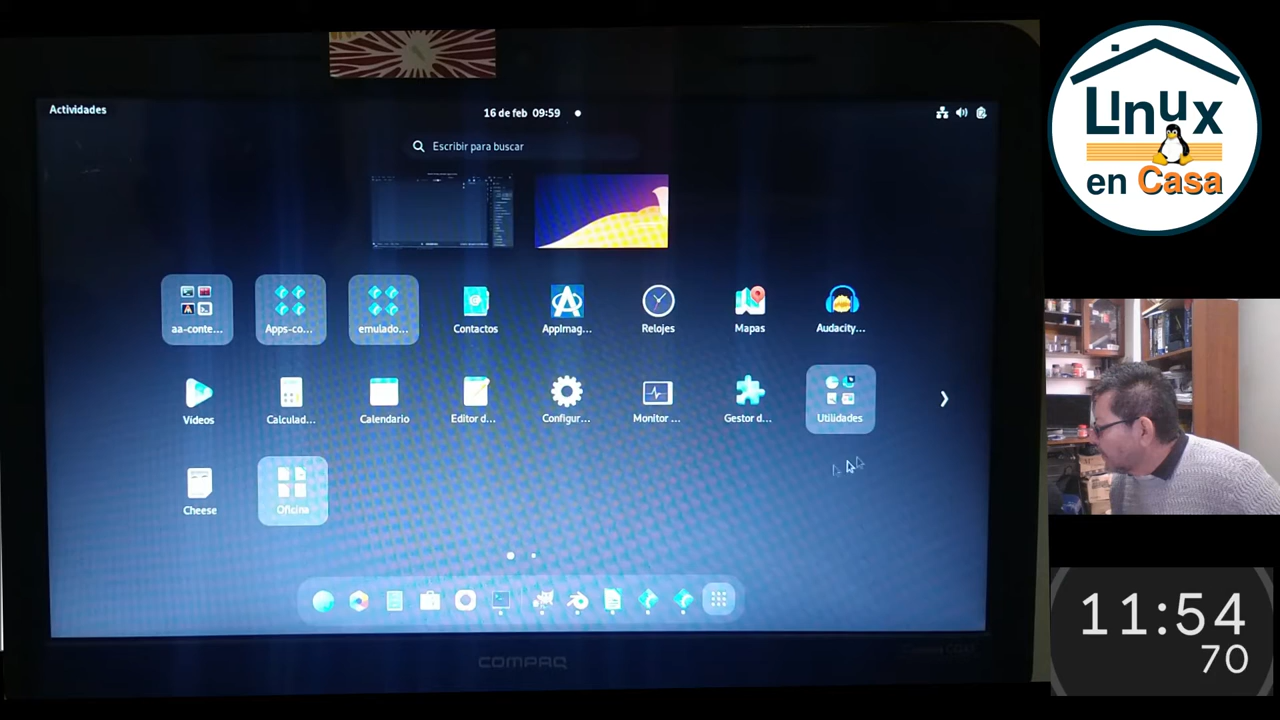 Actividades
16 de feb 09:59
Escribir para buscar
aa-conte...
Apps-co...
emulado...
Contactos
AppImag...
Relojes
Mapas
Audacity...
Vídeos
Calculad...
Calendario
Editor d...
Configur...
Monitor ...
Gestor d...
Utilidades
Cheese
Oficina
COMPAQ
LInux
en Casa
11:54
70